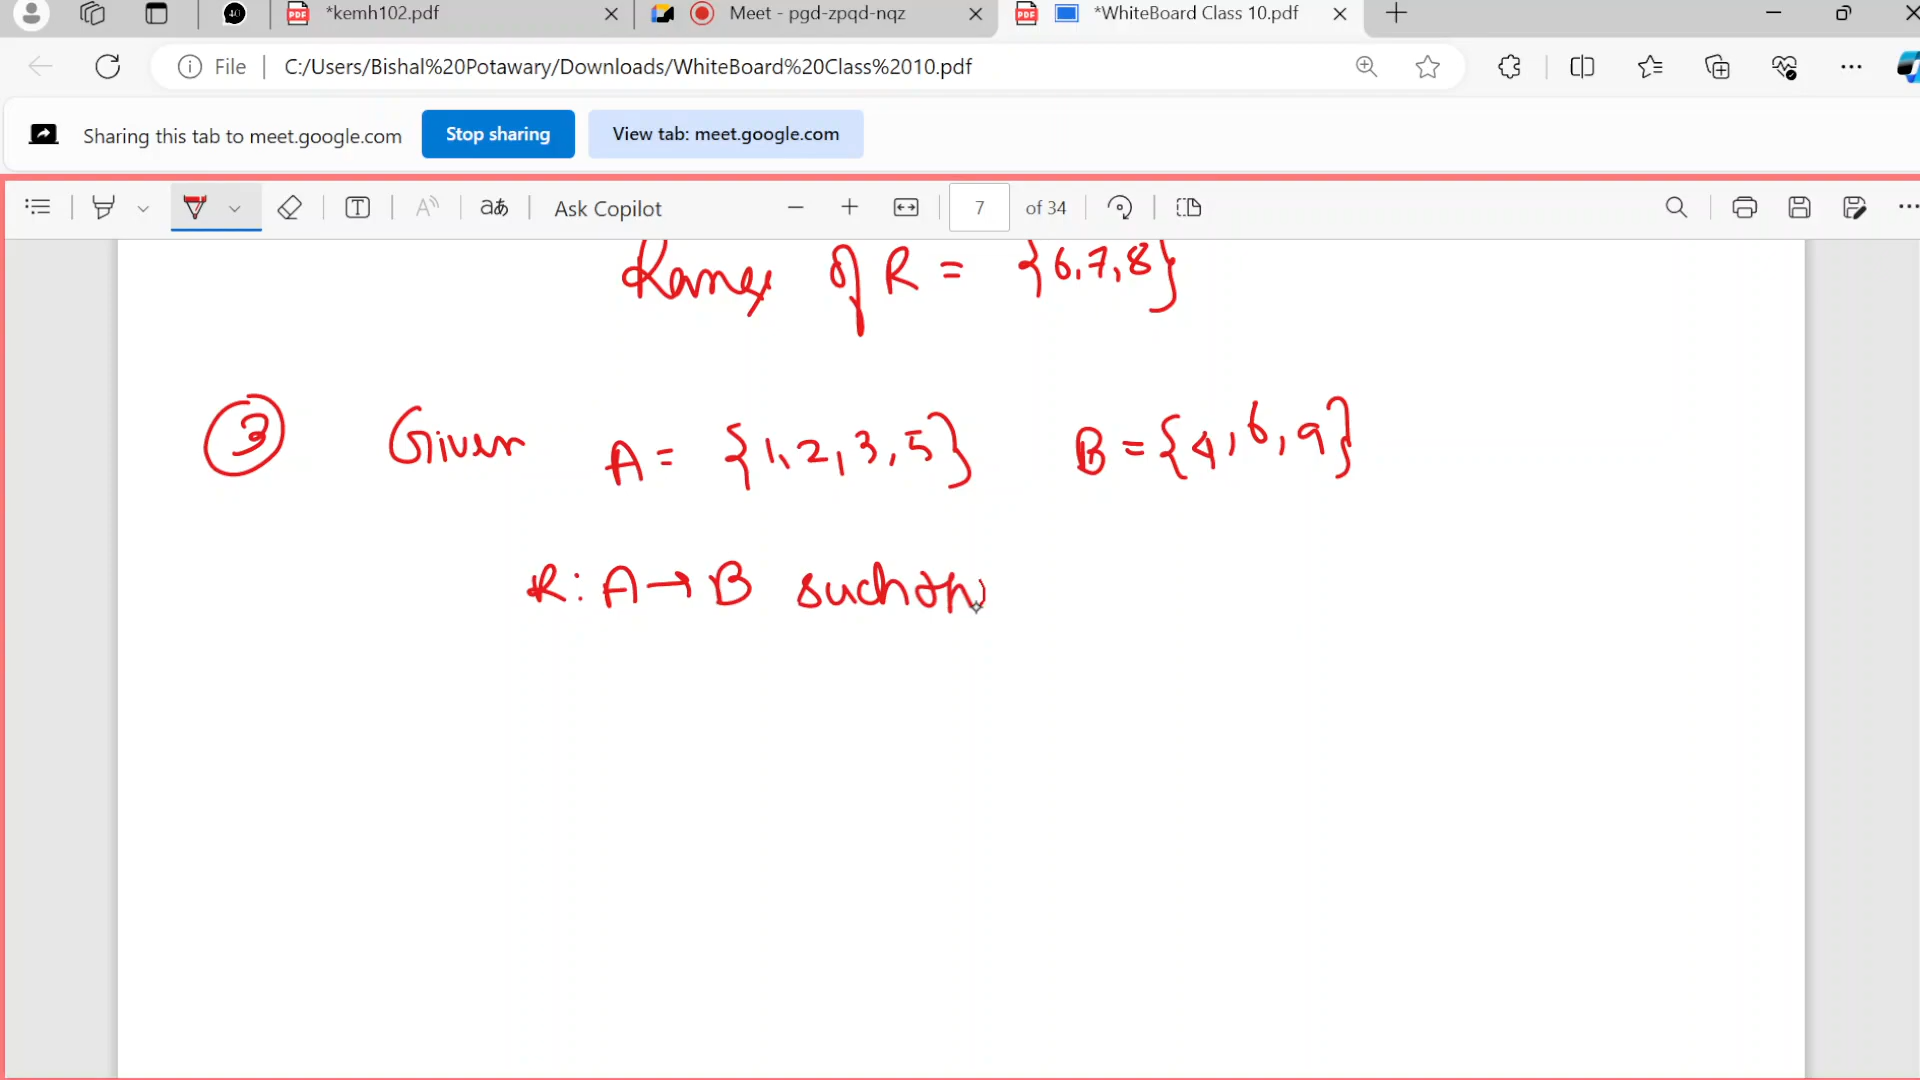 *kemh102.pdf
Meet - pgd-zpqd-nqz
*WhiteBoard Class 10.pdf
File
C:/Users/Bishal%20Potawary/Downloads/WhiteBoard%20Class%2010.pdf
Sharing this tab to meet.google.com
Stop sharing
View tab: meet.google.com
Ask Copilot
7 of 34
Range of R = {6,7,8}
③ Given A = {1,2,3,5} B = {4,6,9}
R: A→B such th